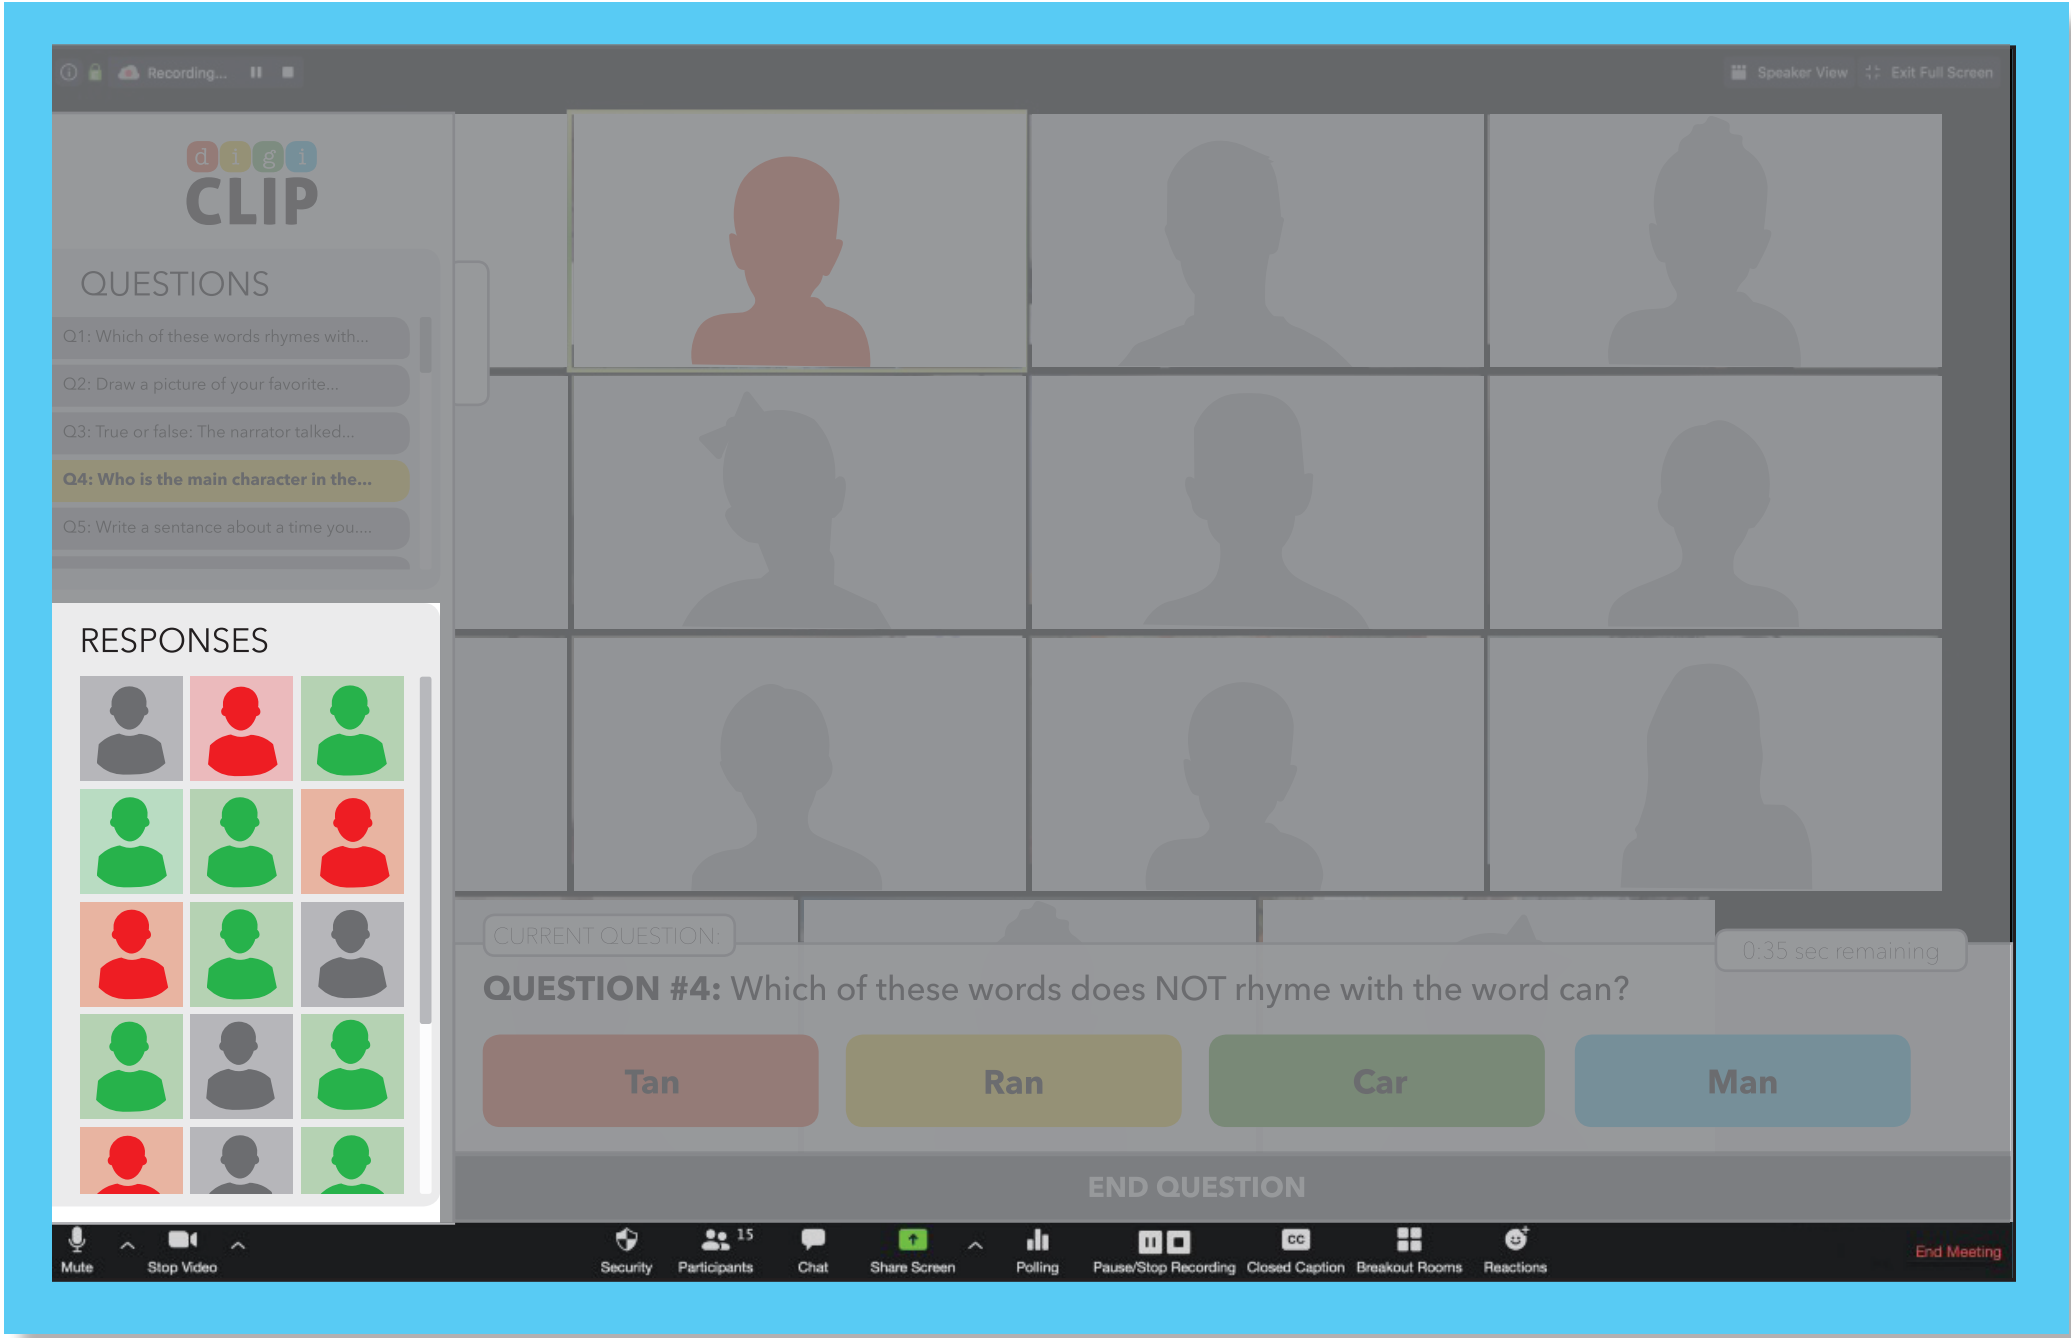 Recording...
Speaker View
Exit Full Screen
digi
CLIP
QUESTIONS
Q1: Which of these words rhymes with...
Q2: Draw a picture of your favorite...
Q3: True or false: The narrator talked...
Q4: Who is the main character in the...
Q5: Write a sentence about a time you....
RESPONSES
CURRENT QUESTION:
0:35 sec remaining
QUESTION #4: Which of these words does NOT rhyme with the word can?
Tan
Ran
Car
Man
END QUESTION
Mute
Stop Video
Security
15
Participants
Chat
Share Screen
Polling
Pause/Stop Recording
CC
Closed Caption
Breakout Rooms
Reactions
End Meeting